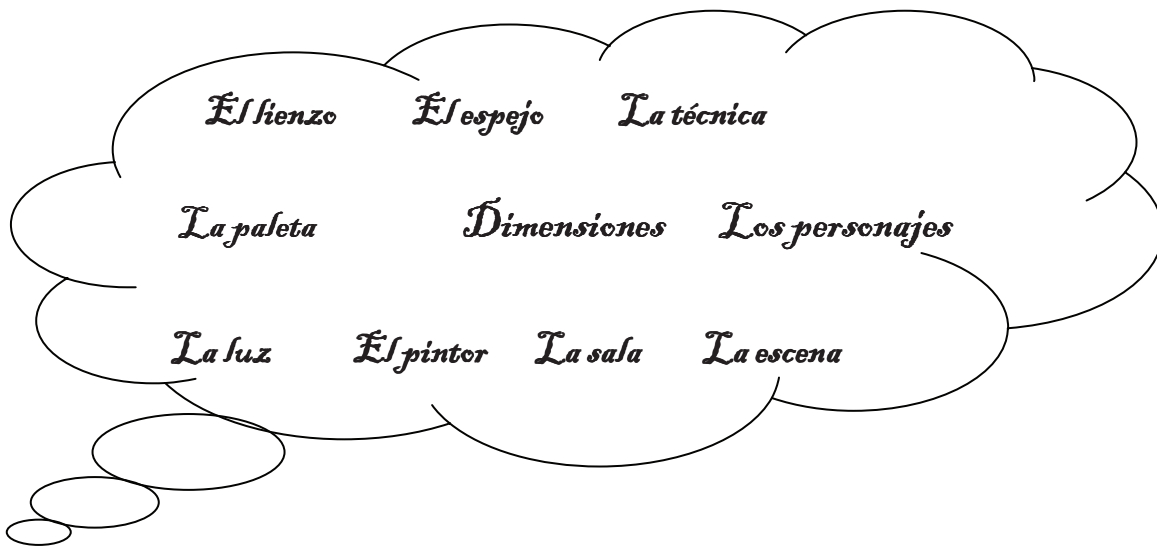 El lienzo El espejo La técnica
La paleta Dimensiones Los personajes
La luz El pintor La sala La escena